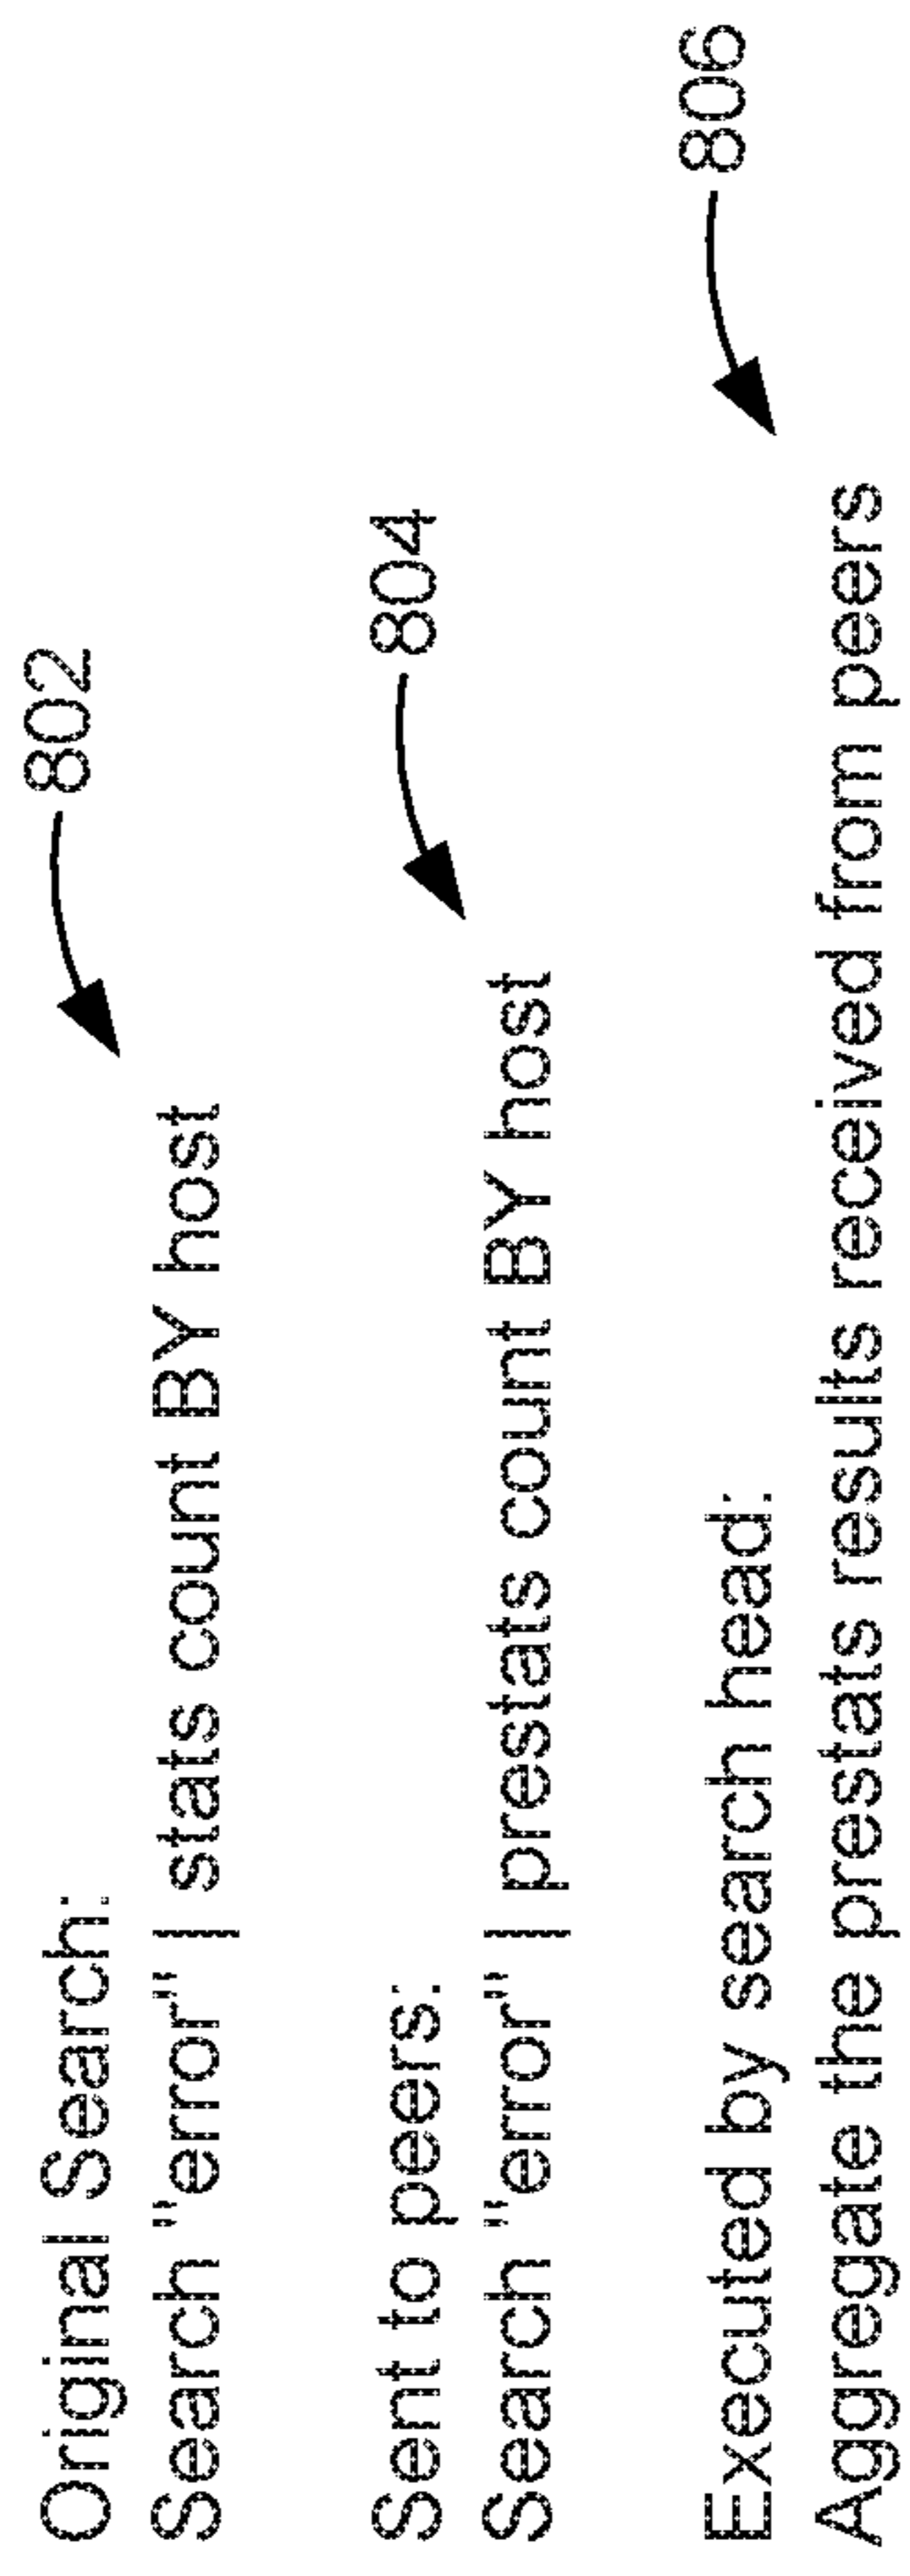 Original Search: 802
Search "error" | stats count BY host
Sent to peers: 804
Search "error" | prestats count BY host
Executed by search head: 806
Aggregate the prestats results received from peers